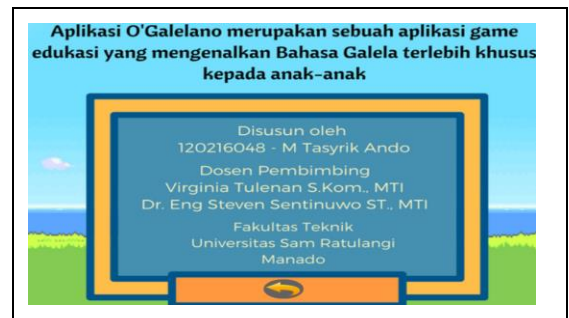 Aplikasi O'Galelano merupakan sebuah aplikasi game
edukasi yang mengenalkan Bahasa Galela terlebih khusus
kepada anak-anak
Disusun oleh
120216048 - M Tasyrik Ando
Dosen Pembimbing
Virginia Tulenan S.Kom., MTI
Dr. Eng Steven Sentinuwo ST., MTI
Fakultas Teknik
Universitas Sam Ratulangi
Manado